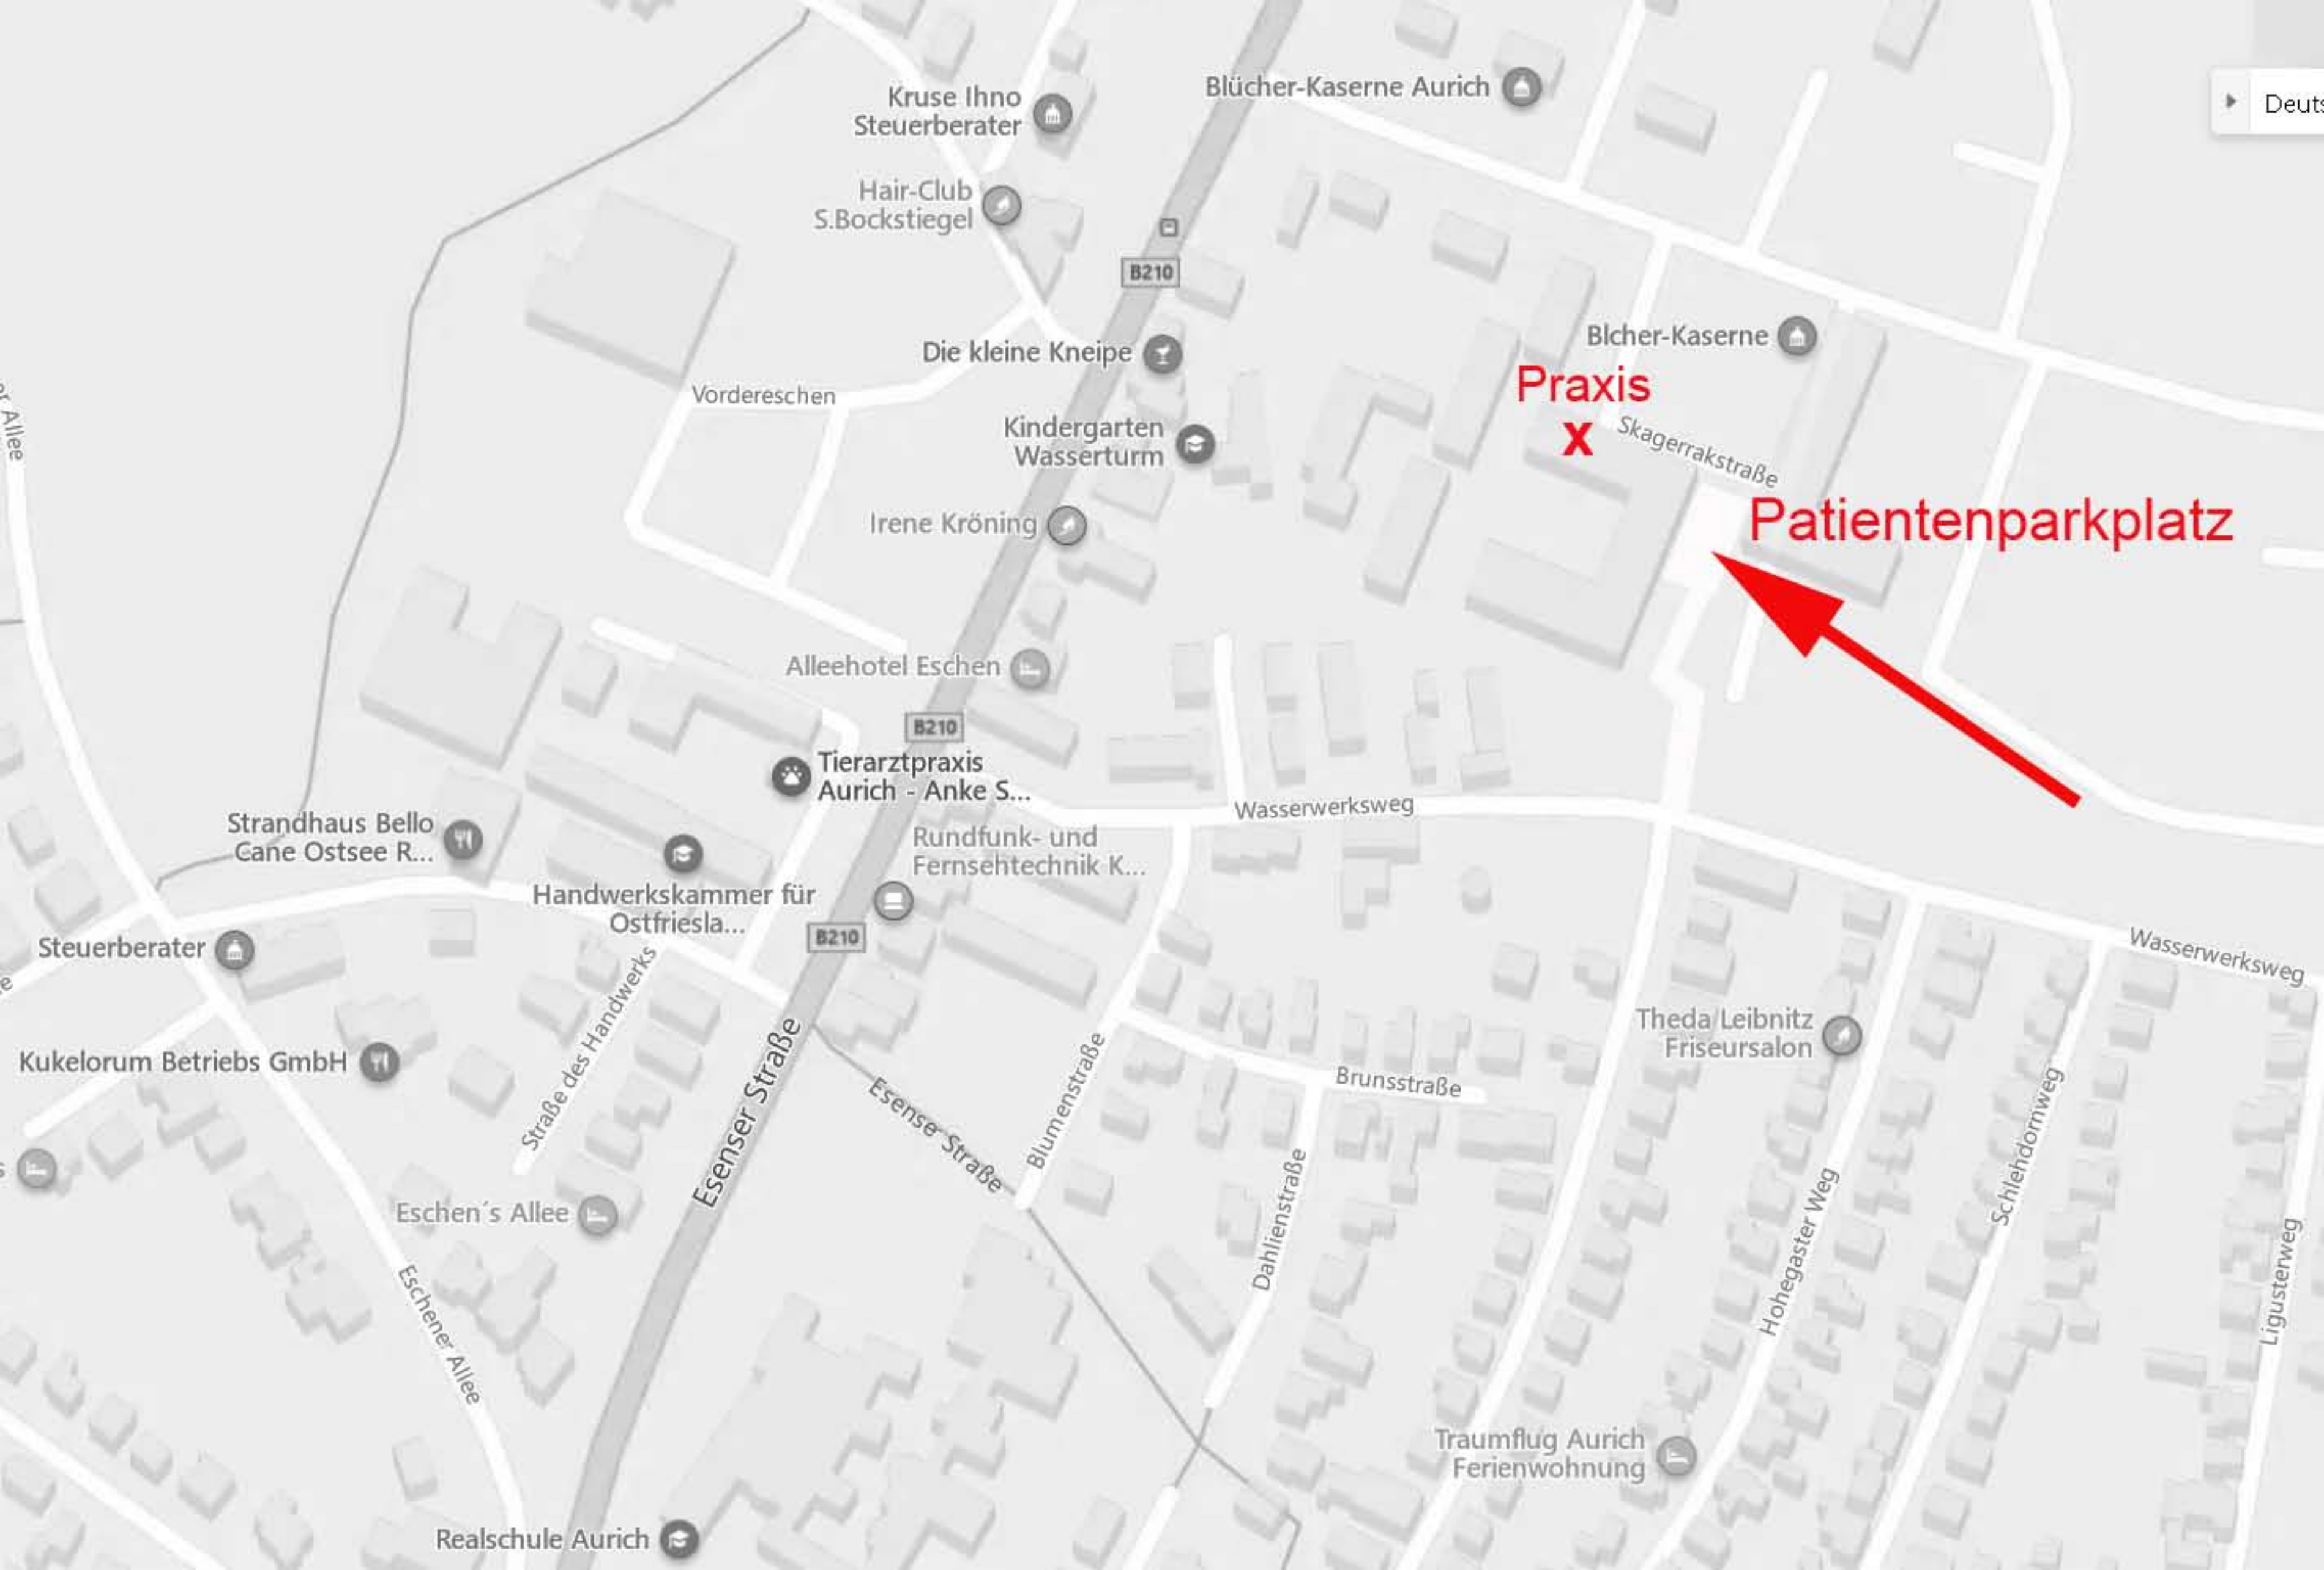 Kruse Ihno
Steuerberater
Blücher-Kaserne Aurich
Deuts
Hair-Club
S.Bockstiegel
B210
Die kleine Kneipe
Blcher-Kaserne
Praxis
x
Vordereschen
er Allee
Kindergarten
Wasserturm
Skagerrakstraße
Irene Kröning
Patientenparkplatz
Alleehotel Eschen
B210
Tierarztpraxis
Aurich - Anke S...
Wasserwerksweg
Strandhaus Bello
Cane Ostsee R...
Rundfunk- und
Fernsehtechnik K...
Handwerkskammer für
Ostfriesla...
B210
Steuerberater
Wasserwerksweg
Straße des Handwerks
Esenser Straße
Theda Leibnitz
Friseursalon
Kukelorum Betriebs GmbH
Esense Straße
Blumenstraße
Brunsstraße
Schlehdornweg
Dahlienstraße
Hohegaster Weg
Ligusterweg
Eschen´s Allee
Eschener Allee
Traumflug Aurich
Ferienwohnung
Realschule Aurich